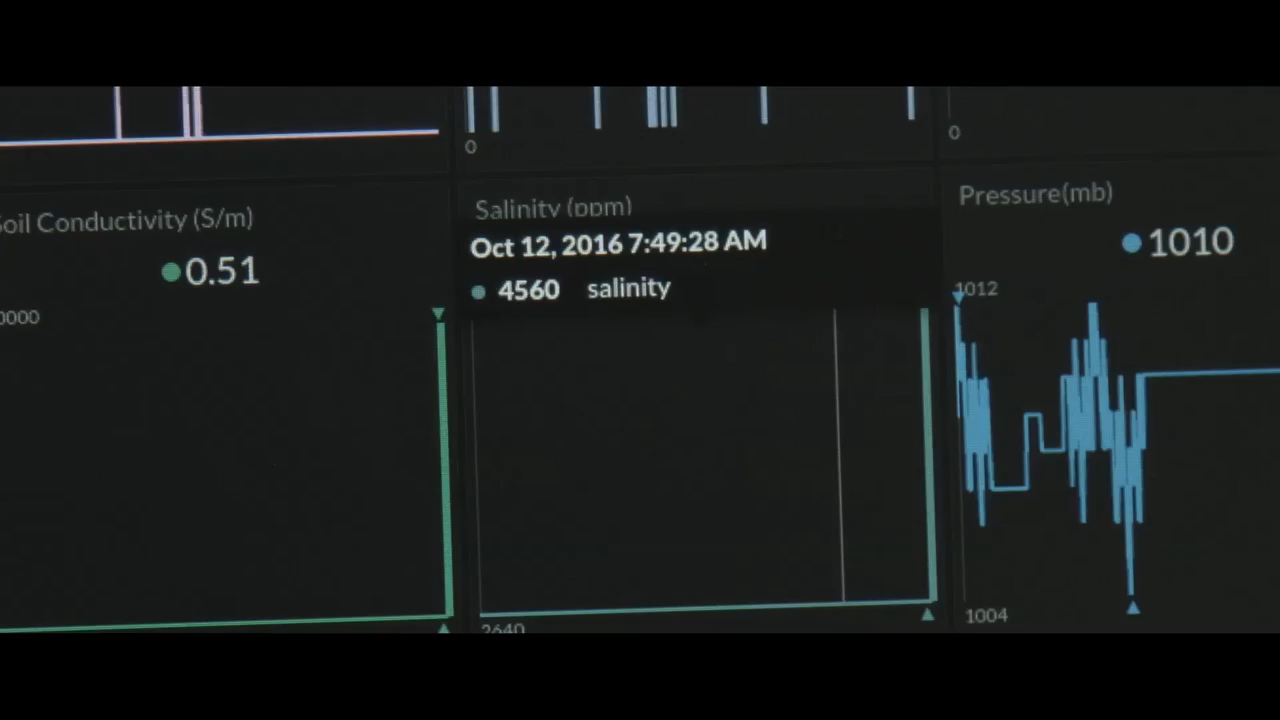 0
0
Soil Conductivity (S/m)
0.51
0000
Salinity (ppm)
Oct 12, 2016 7:49:28 AM
4560 salinity
2640
Pressure(mb)
1010
1012
1004